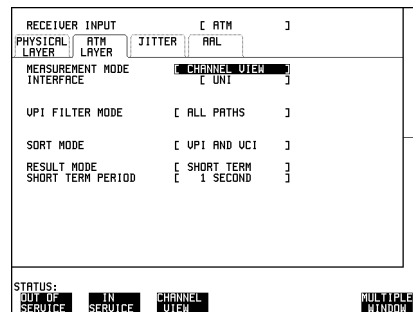 RECEIVER INPUT [ ATM ]
PHYSICAL LAYER ATM LAYER JITTER AAL
MEASUREMENT MODE [ CHANNEL VIEW ]
INTERFACE [ UNI ]
VPI FILTER MODE [ ALL PATHS ]
SORT MODE [ VPI AND VCI ]
RESULT MODE [ SHORT TERM ]
SHORT TERM PERIOD [ 1 SECOND ]
STATUS:
OUT OF SERVICE IN SERVICE CHANNEL VIEW MULTIPLE WINDOW